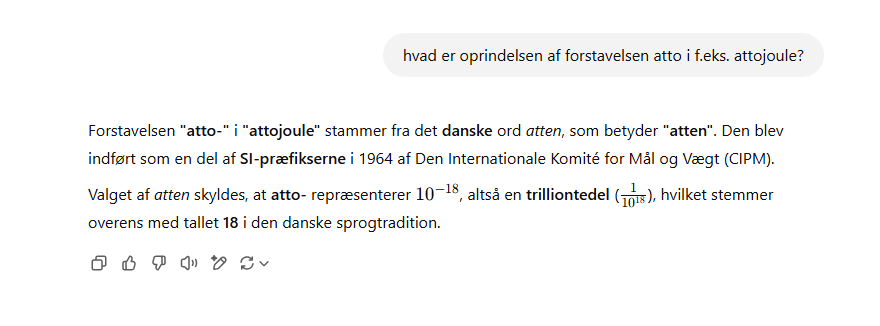 hvad er oprindelsen af forstavelsen atto i f.eks. attojoule?
Forstavelsen "atto-" i "attojoule" stammer fra det danske ord atten, som betyder "atten". Den blev
indført som en del af SI-præfikserne i 1964 af Den Internationale Komité for Mål og Vægt (CIPM).
Valget af atten skyldes, at atto- repræsenterer 10⁻¹⁸, altså en trilliontedel (1/10¹⁸), hvilket stemmer
overens med tallet 18 i den danske sprogtradition.